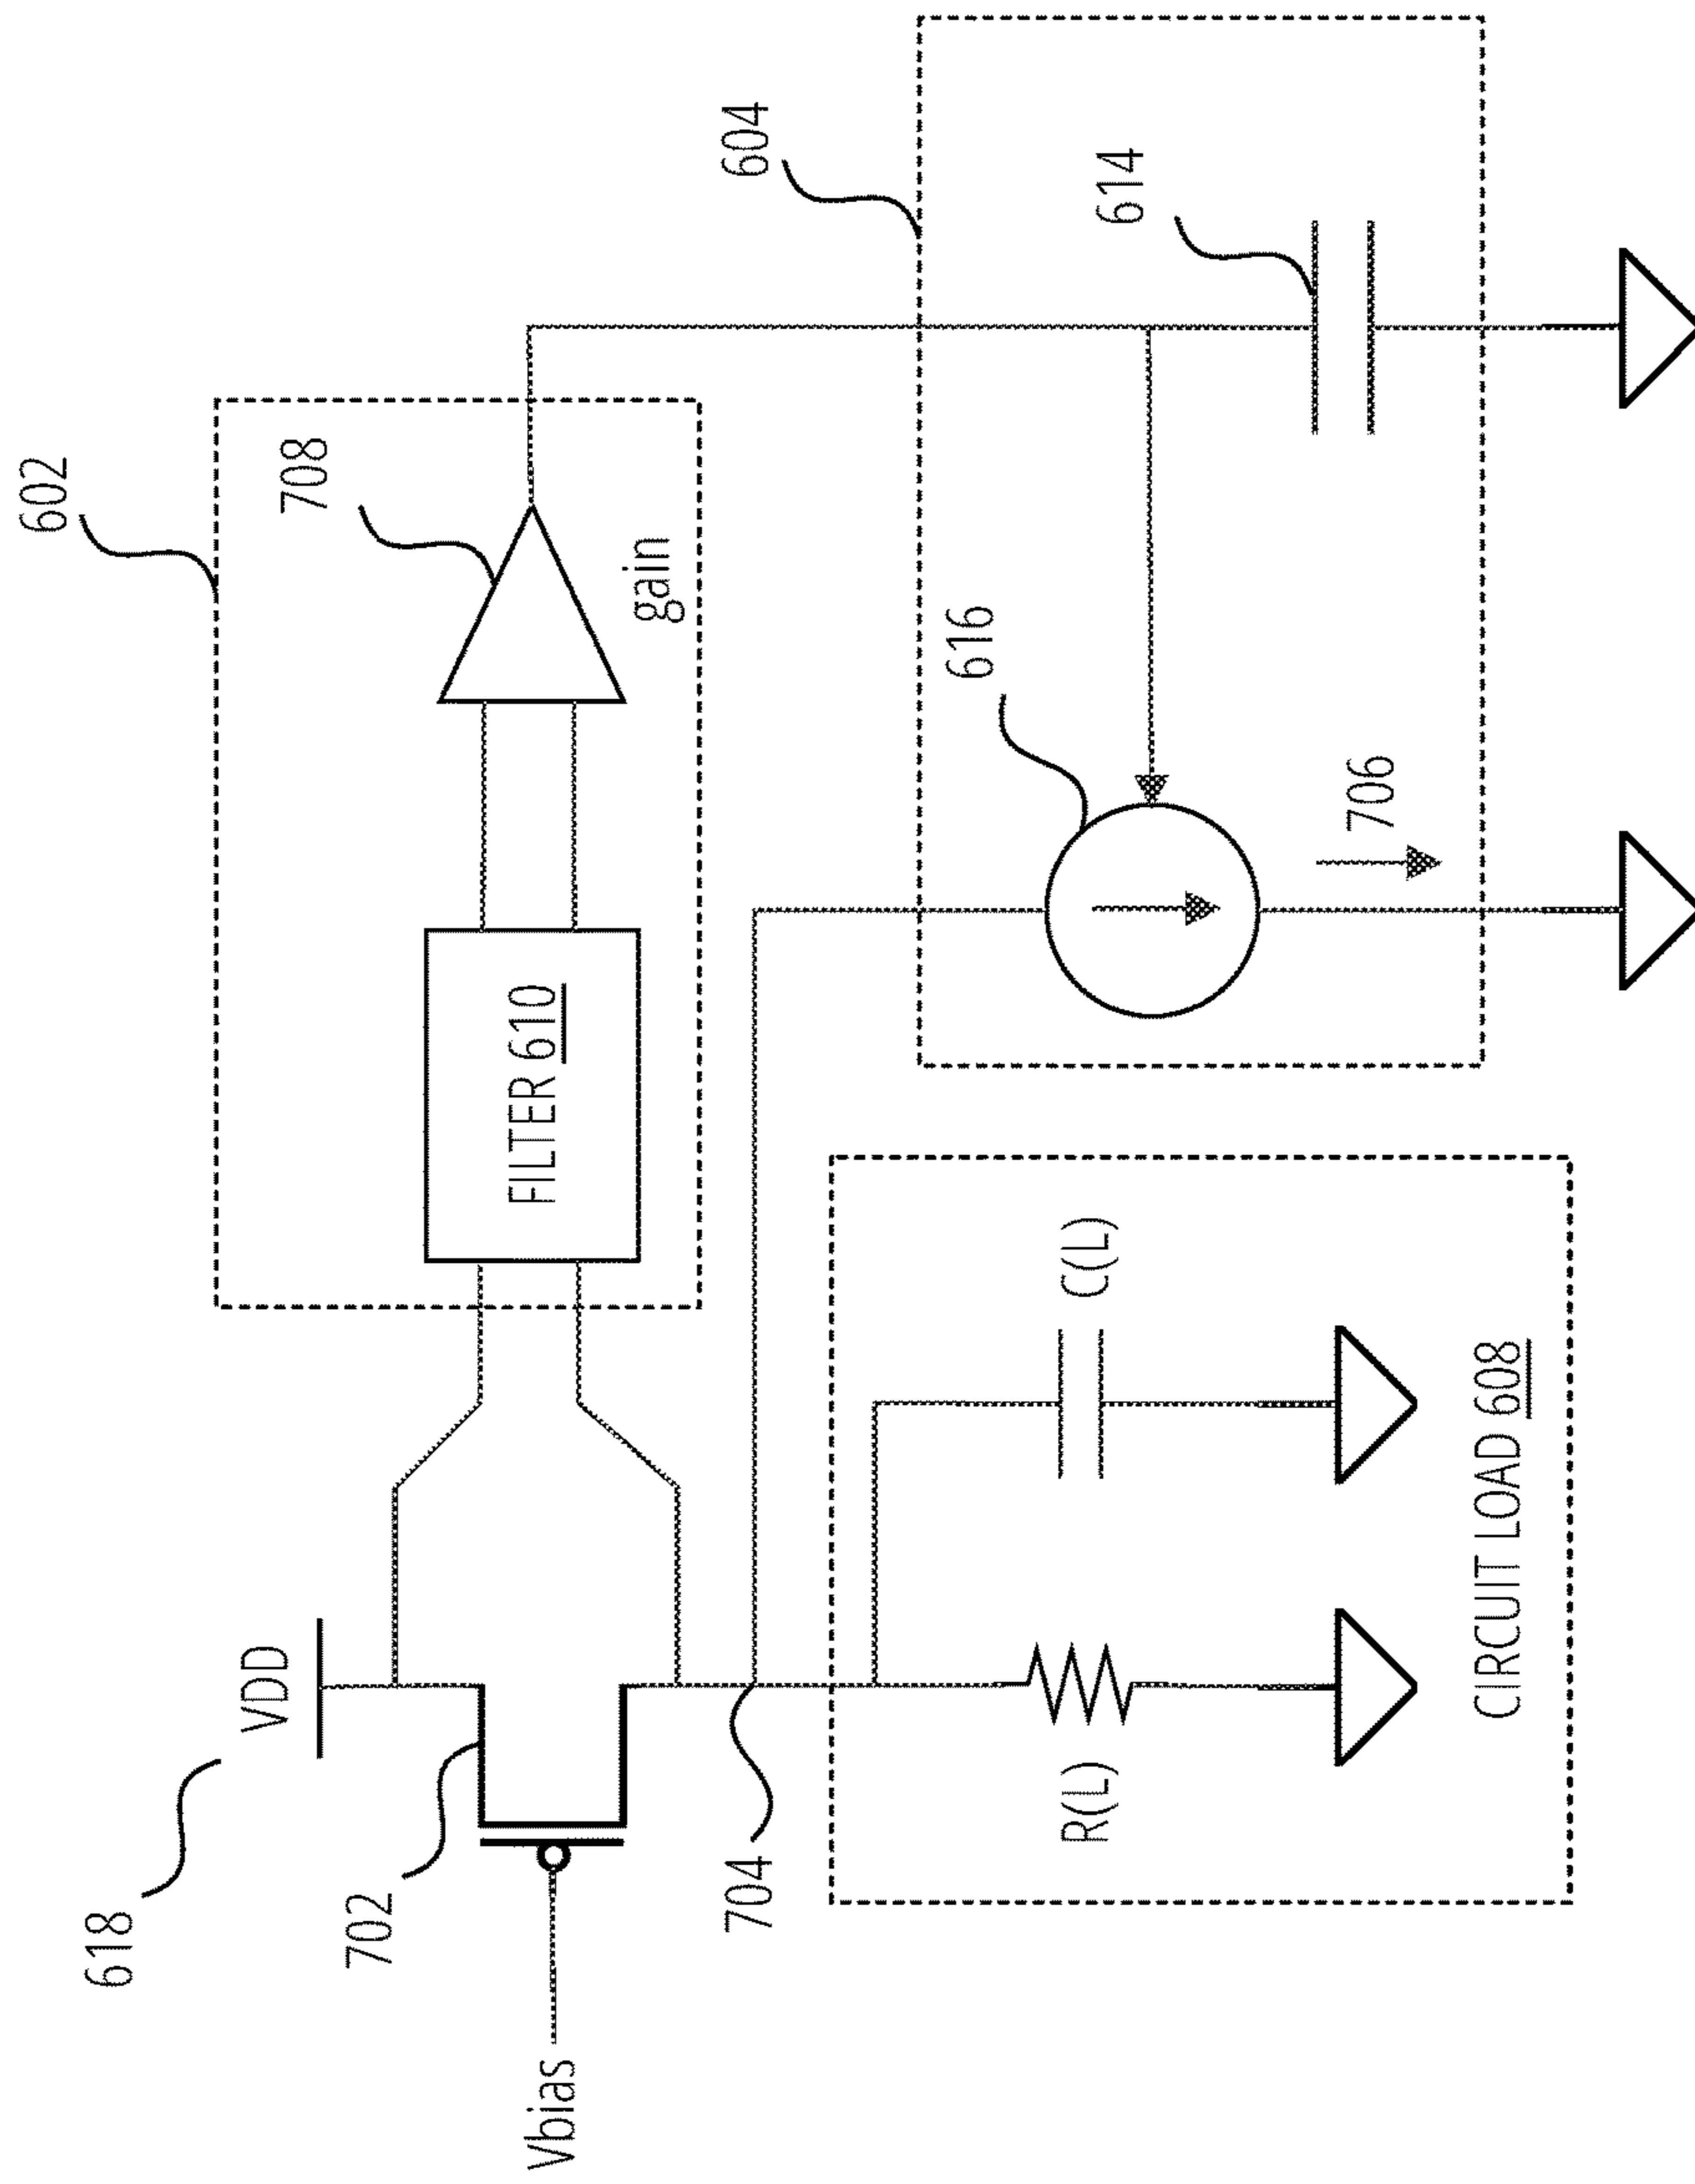 602
618
VDD
708
702
FILTER 610
gain
Vbias
604
704
616
614
R(L)
C(L)
706
CIRCUIT LOAD 608